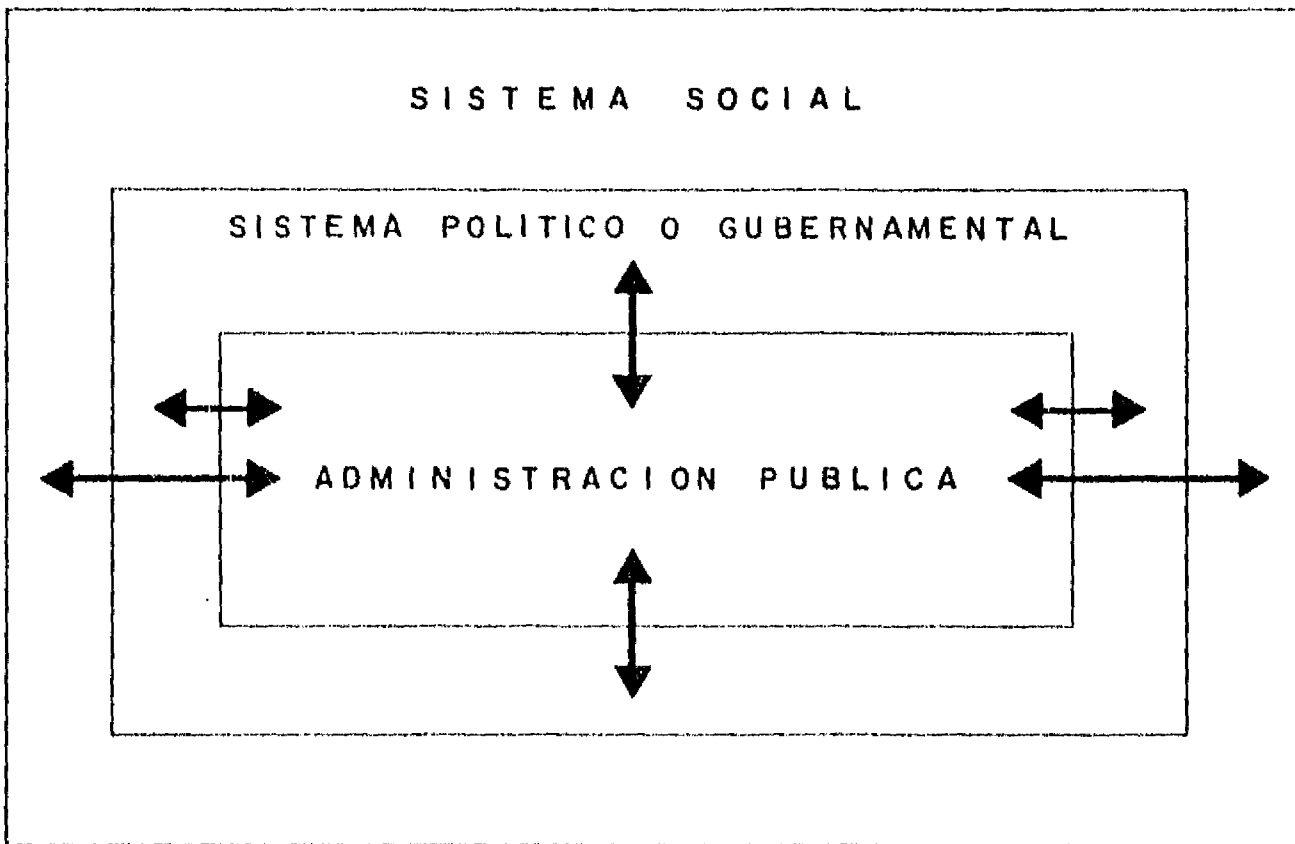 SISTEMA SOCIAL
SISTEMA POLITICO O GUBERNAMENTAL
ADMINISTRACION PUBLICA